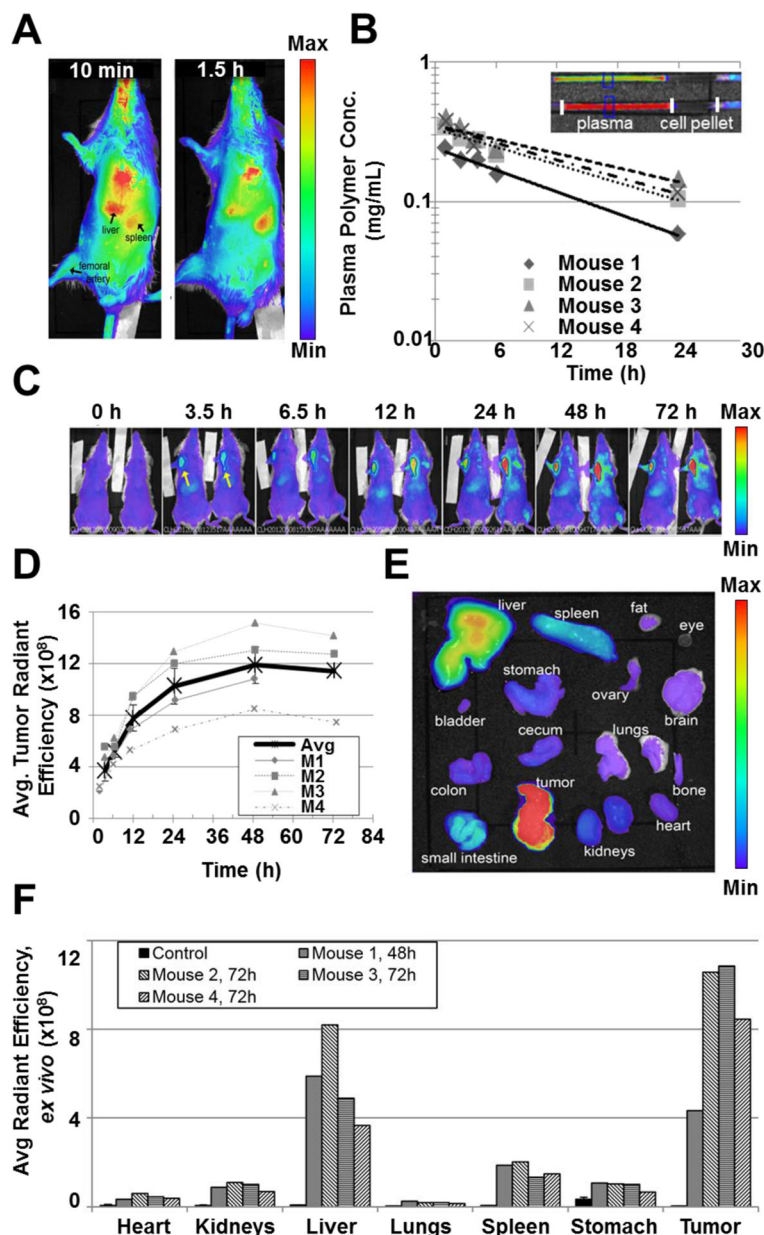 A
10 min
1.5 h
Max
Min
liver
spleen
femoral
artery
B
Plasma Polymer Conc.
(mg/mL)
1
0.1
0.01
plasma
cell pellet
Mouse 1
Mouse 2
Mouse 3
Mouse 4
0
6
12
18
24
30
Time (h)
C
0 h
3.5 h
6.5 h
12 h
24 h
48 h
72 h
Max
Min
D
Avg. Tumor Radiant
Efficiency (x10⁸)
16
12
8
4
0
Avg
M1
M2
M3
M4
0
12
24
36
48
60
72
84
Time (h)
E
liver
spleen
fat
eye
stomach
ovary
brain
bladder
cecum
lungs
colon
tumor
bone
small intestine
kidneys
heart
Max
Min
F
Avg Radiant Efficiency,
ex vivo (x10⁸)
12
8
4
0
Control
Mouse 1, 48h
Mouse 2, 72h
Mouse 3, 72h
Mouse 4, 72h
Heart
Kidneys
Liver
Lungs
Spleen
Stomach
Tumor